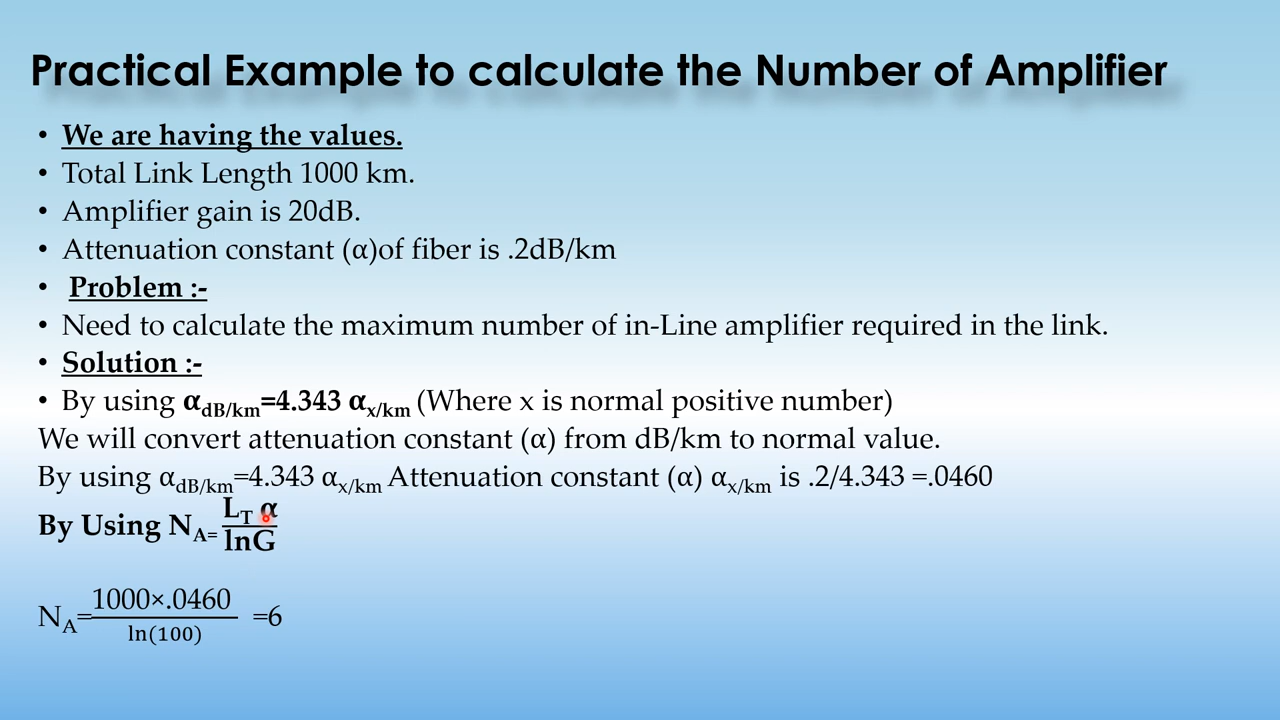 Practical Example to calculate the Number of Amplifier
• We are having the values.
• Total Link Length 1000 km.
• Amplifier gain is 20dB.
• Attenuation constant (α)of fiber is .2dB/km
• Problem :-
• Need to calculate the maximum number of in-Line amplifier required in the link.
• Solution :-
• By using αdB/km=4.343 αx/km (Where x is normal positive number)
We will convert attenuation constant (α) from dB/km to normal value.
By using αdB/km=4.343 αx/km Attenuation constant (α) αx/km is .2/4.343 =.0460
By Using NA= LT α / lnG
NA= 1000×.0460 / ln(100) =6